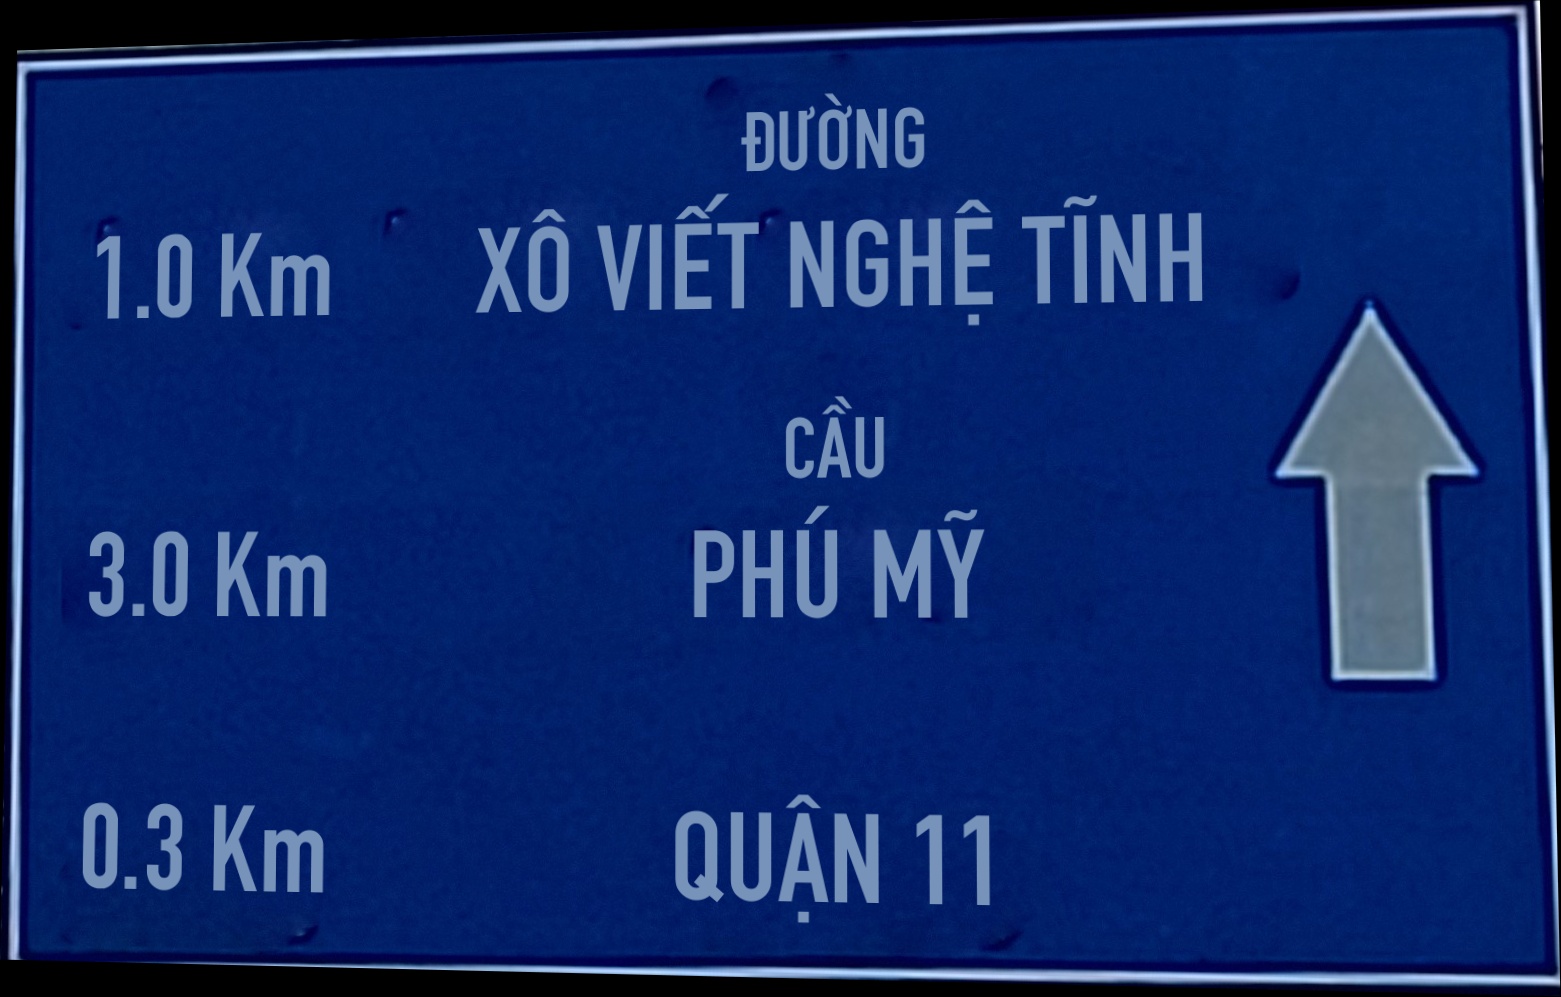 ĐƯỜNG
1.0 Km XÔ VIẾT NGHỆ TĨNH
CẦU
3.0 Km PHÚ MỸ
0.3 Km QUẬN 11